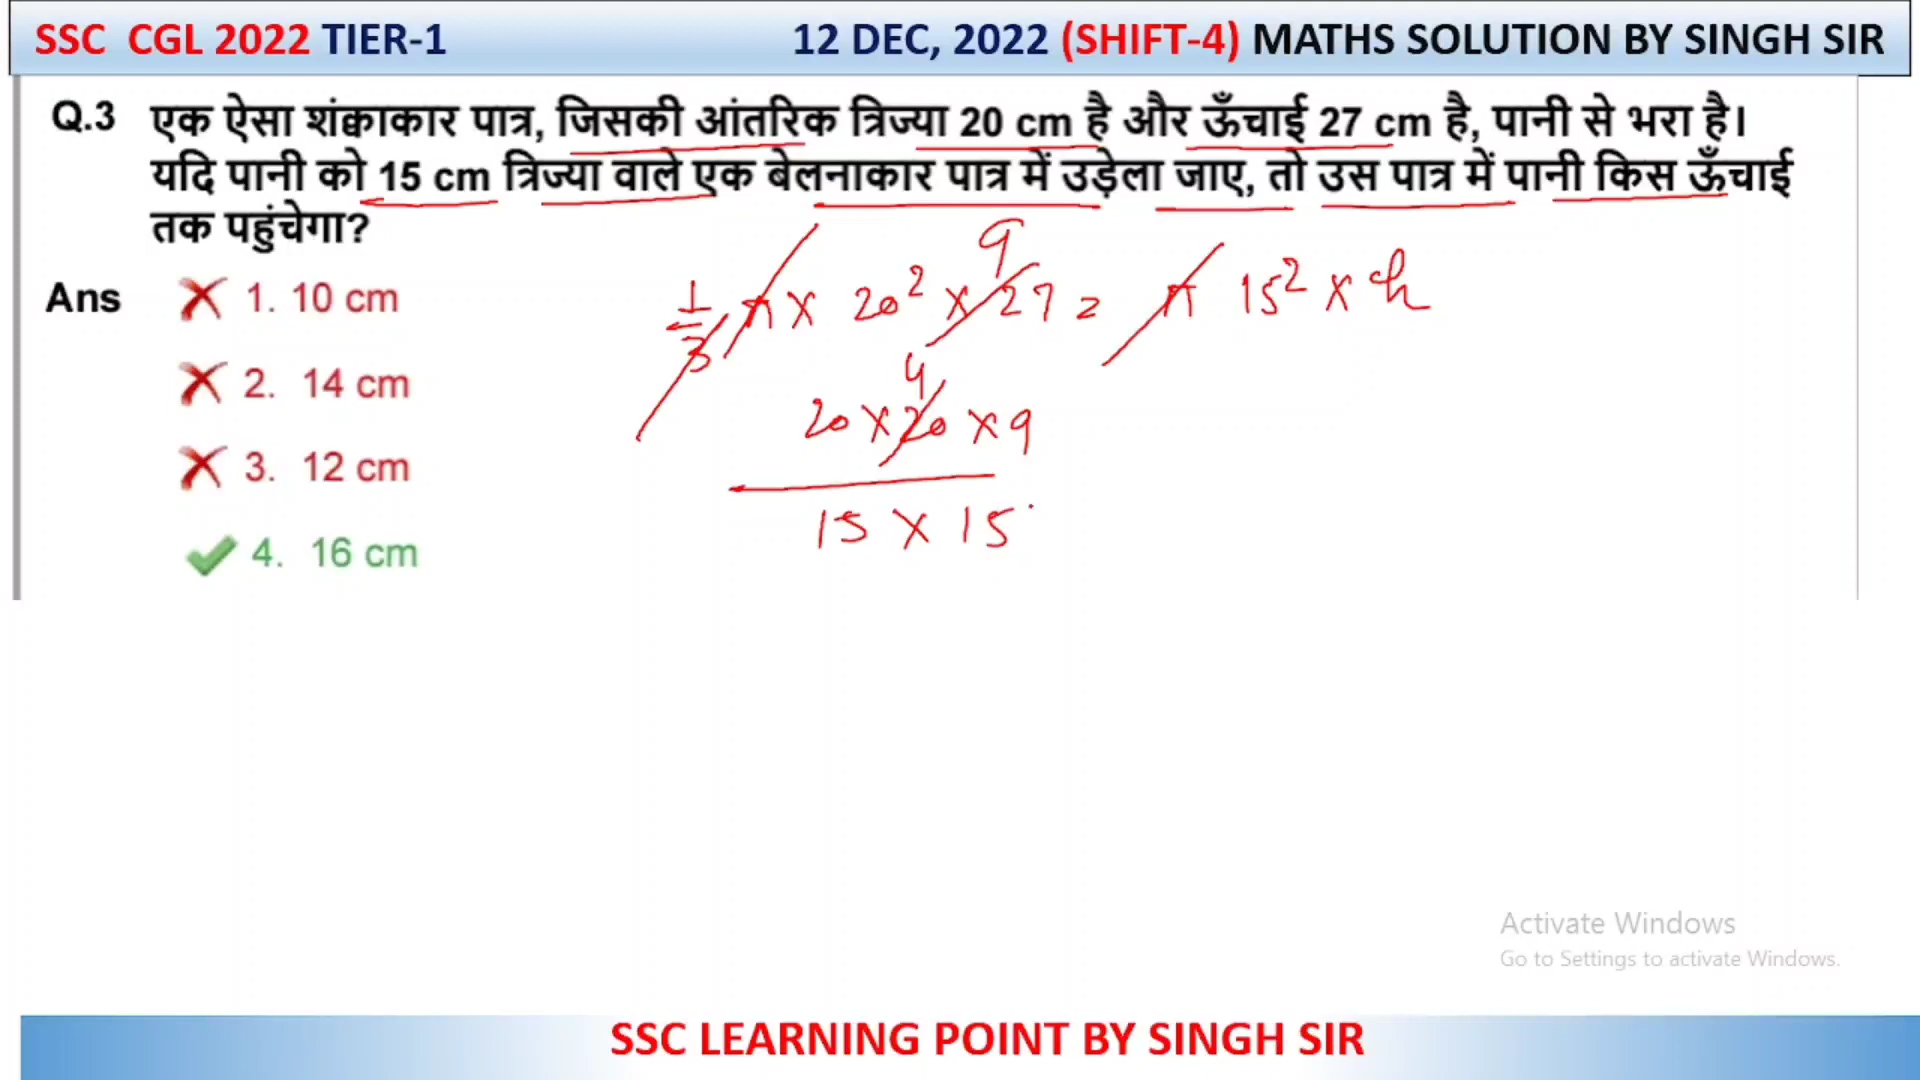 SSC CGL 2022 TIER-1 12 DEC, 2022 (SHIFT-4) MATHS SOLUTION BY SINGH SIR
Q.3 एक ऐसा शंक्वाकार पात्र, जिसकी आंतरिक त्रिज्या 20 cm है और ऊँचाई 27 cm है, पानी से भरा है।
यदि पानी को 15 cm त्रिज्या वाले एक बेलनाकार पात्र में उड़ेला जाए, तो उस पात्र में पानी किस ऊँचाई
तक पहुंचेगा?
Ans 1. 10 cm
2. 14 cm
3. 12 cm
4. 16 cm
9
1/3 π × 20² × 27 = π 15² × h
4
20 × 20 × 9
15 × 15
Activate Windows
Go to Settings to activate Windows.
SSC LEARNING POINT BY SINGH SIR